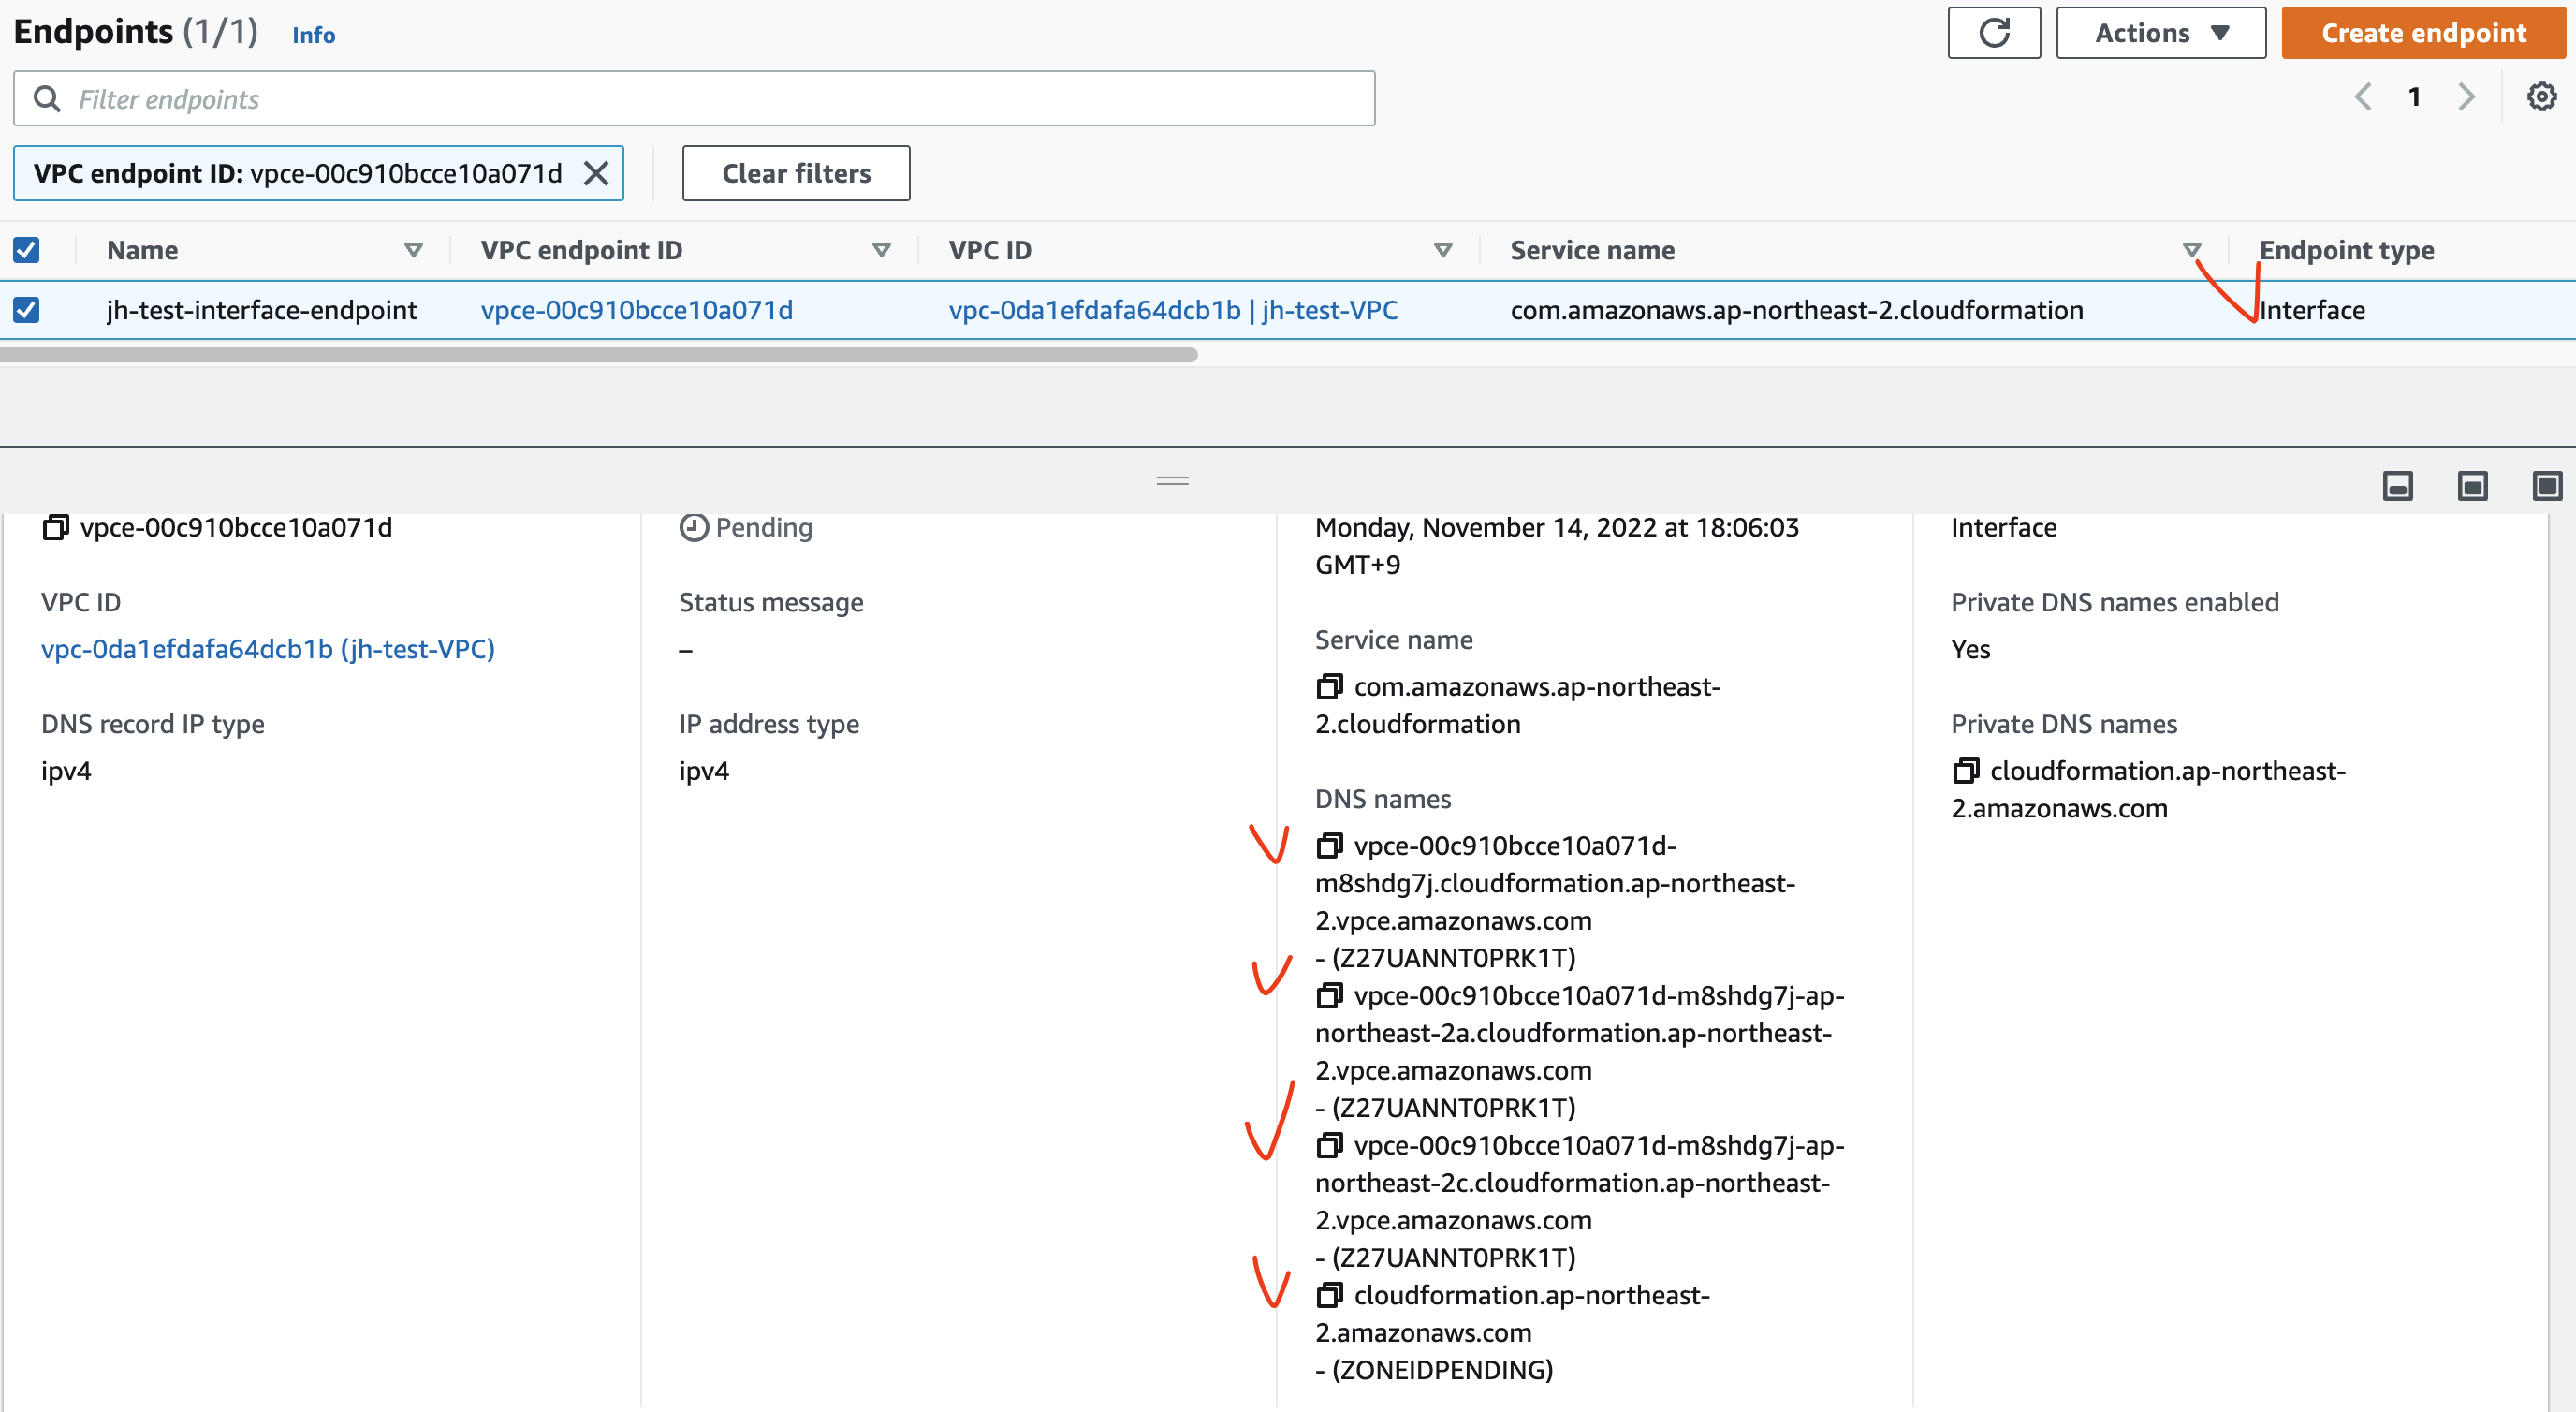 Endpoints (1/1) Info
Actions
Create endpoint
Filter endpoints
1
VPC endpoint ID: vpce-00c910bcce10a071d
Clear filters
Name VPC endpoint ID VPC ID Service name Endpoint type
jh-test-interface-endpoint vpce-00c910bcce10a071d vpc-0da1efdafa64dcb1b | jh-test-VPC com.amazonaws.ap-northeast-2.cloudformation Interface
vpce-00c910bcce10a071d
VPC ID
vpc-0da1efdafa64dcb1b (jh-test-VPC)
DNS record IP type
ipv4
Pending
Status message
–
IP address type
ipv4
Monday, November 14, 2022 at 18:06:03
GMT+9
Service name
com.amazonaws.ap-northeast-
2.cloudformation
DNS names
vpce-00c910bcce10a071d-
m8shdg7j.cloudformation.ap-northeast-
2.vpce.amazonaws.com
- (Z27UANNT0PRK1T)
vpce-00c910bcce10a071d-m8shdg7j-ap-
northeast-2a.cloudformation.ap-northeast-
2.vpce.amazonaws.com
- (Z27UANNT0PRK1T)
vpce-00c910bcce10a071d-m8shdg7j-ap-
northeast-2c.cloudformation.ap-northeast-
2.vpce.amazonaws.com
- (Z27UANNT0PRK1T)
cloudformation.ap-northeast-
2.amazonaws.com
- (ZONEIDPENDING)
Interface
Private DNS names enabled
Yes
Private DNS names
cloudformation.ap-northeast-
2.amazonaws.com